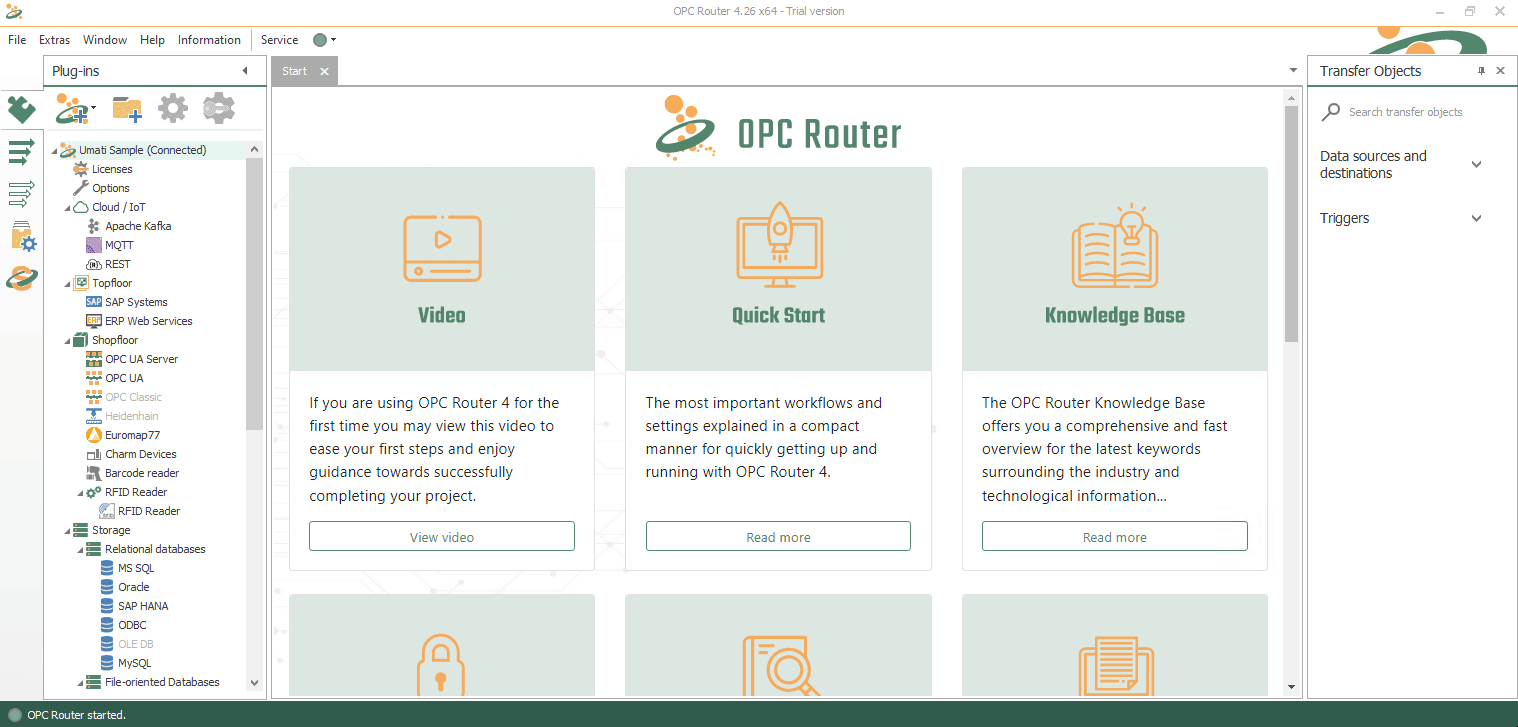 OPC Router 4.26 x64 - Trial version
File Extras Window Help Information Service
Plug-ins
Start
Transfer Objects
Search transfer objects
Data sources and
destinations
Triggers
Umati Sample (Connected)
Licenses
Options
Cloud / IoT
Apache Kafka
MQTT
REST
Topfloor
SAP SAP Systems
ERP ERP Web Services
Shopfloor
OPC UA Server
OPC UA
OPC Classic
Heidenhain
Euromap77
Charm Devices
Barcode reader
RFID Reader
RFID Reader
Storage
Relational databases
MS SQL
Oracle
SAP HANA
ODBC
OLE DB
MySQL
File-oriented Databases
OPC Router
Video
If you are using OPC Router 4 for the
first time you may view this video to
ease your first steps and enjoy
guidance towards successfully
completing your project.
View video
Quick Start
The most important workflows and
settings explained in a compact
manner for quickly getting up and
running with OPC Router 4.
Read more
Knowledge Base
The OPC Router Knowledge Base
offers you a comprehensive and fast
overview for the latest keywords
surrounding the industry and
technological information...
Read more
OPC Router started.